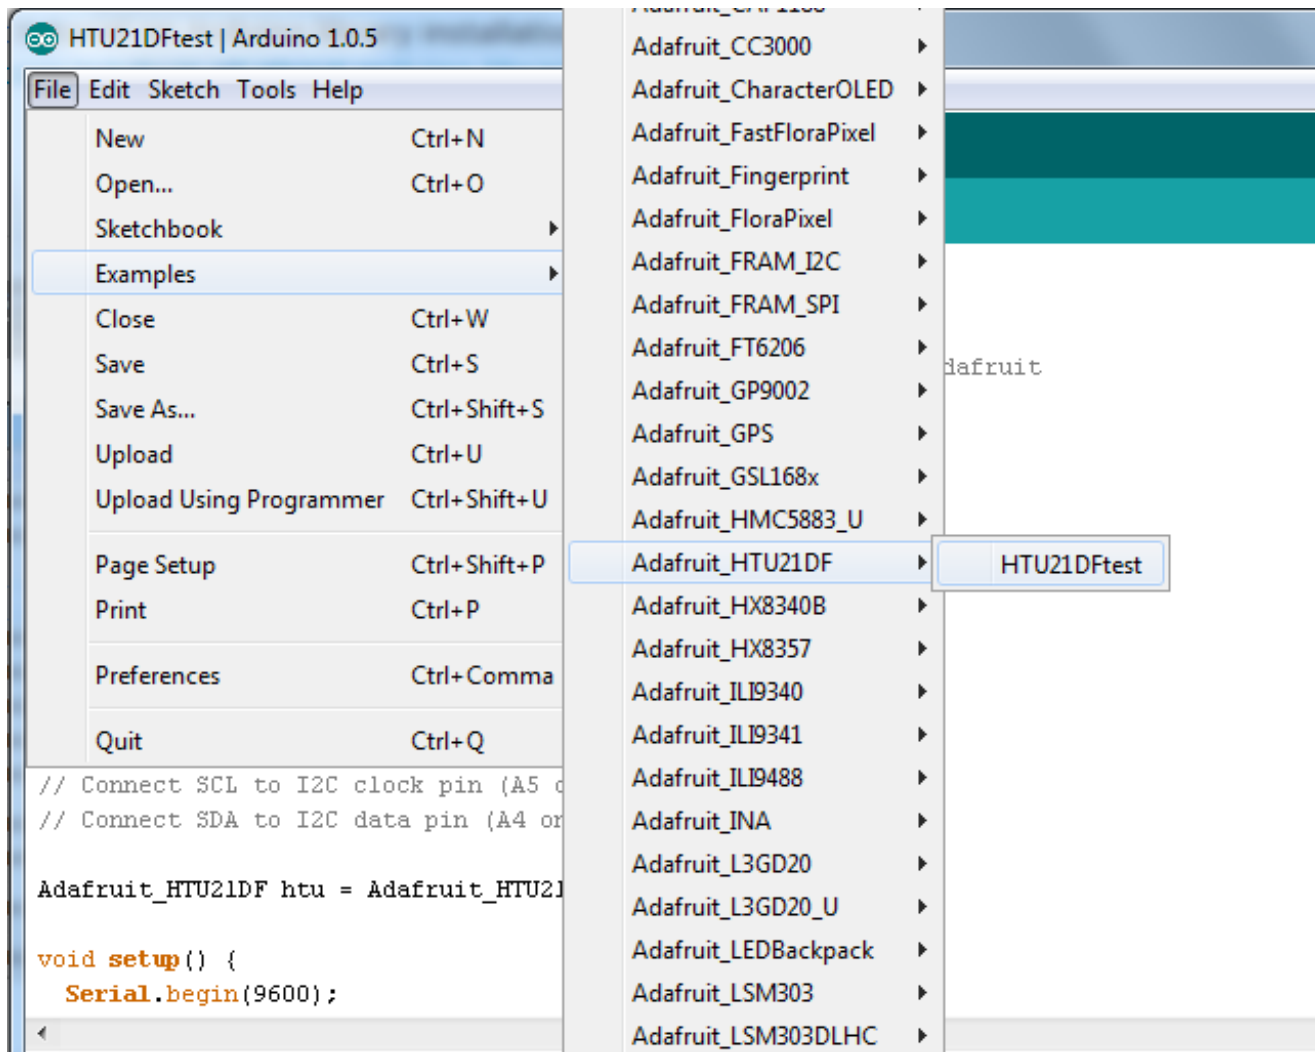 HTU21DFtest | Arduino 1.0.5
File Edit Sketch Tools Help
New Ctrl+N
Open... Ctrl+O
Sketchbook
Examples
Close Ctrl+W
Save Ctrl+S
Save As... Ctrl+Shift+S
Upload Ctrl+U
Upload Using Programmer Ctrl+Shift+U
Page Setup Ctrl+Shift+P
Print Ctrl+P
Preferences Ctrl+Comma
Quit Ctrl+Q
Adafruit_CC3000
Adafruit_CharacterOLED
Adafruit_FastFloraPixel
Adafruit_Fingerprint
Adafruit_FloraPixel
Adafruit_FRAM_I2C
Adafruit_FRAM_SPI
Adafruit_FT6206
Adafruit_GP9002
Adafruit_GPS
Adafruit_GSL168x
Adafruit_HMC5883_U
Adafruit_HTU21DF
Adafruit_HX8340B
Adafruit_HX8357
Adafruit_ILI9340
Adafruit_ILI9341
Adafruit_ILI9488
Adafruit_INA
Adafruit_L3GD20
Adafruit_L3GD20_U
Adafruit_LEDBackpack
Adafruit_LSM303
Adafruit_LSM303DLHC
HTU21DFtest
dafruit
// Connect SCL to I2C clock pin (A5
// Connect SDA to I2C data pin (A4 or
Adafruit_HTU21DF htu = Adafruit_HTU21
void setup() {
Serial.begin(9600);